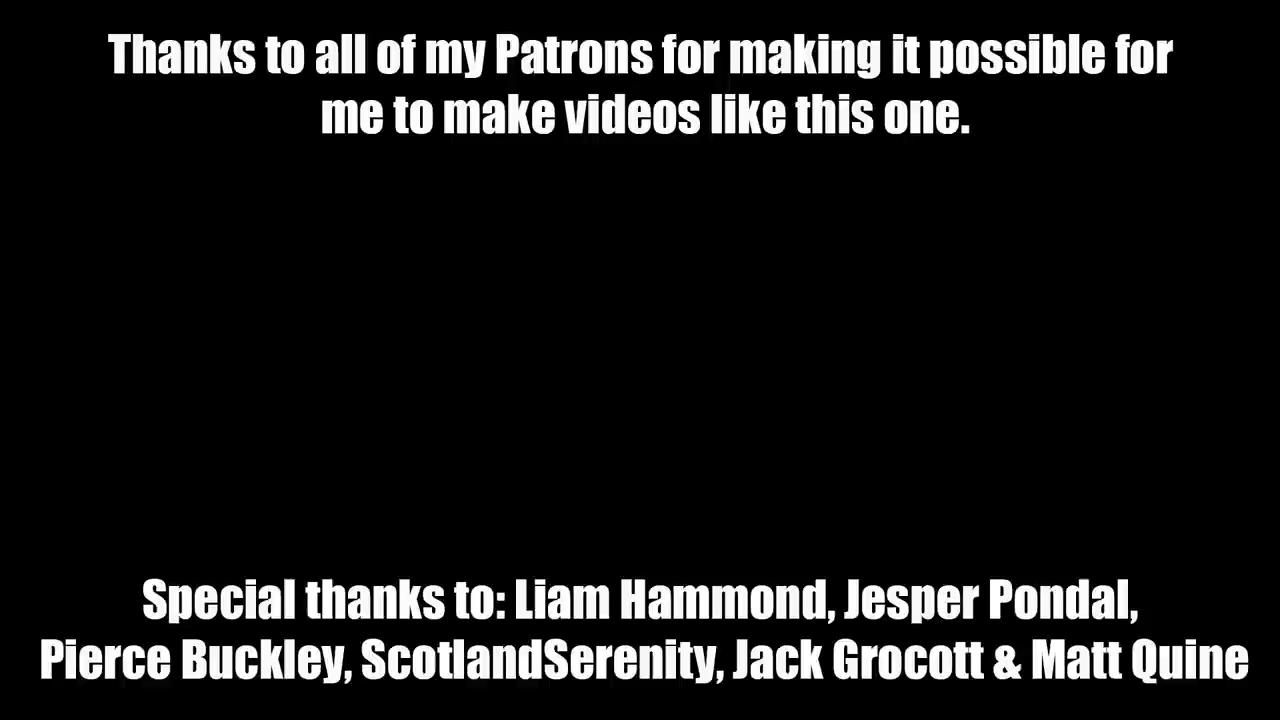 Thanks to all of my Patrons for making it possible for
me to make videos like this one.
Special thanks to: Liam Hammond, Jesper Pondal,
Pierce Buckley, ScotlandSerenity, Jack Grocott & Matt Quine